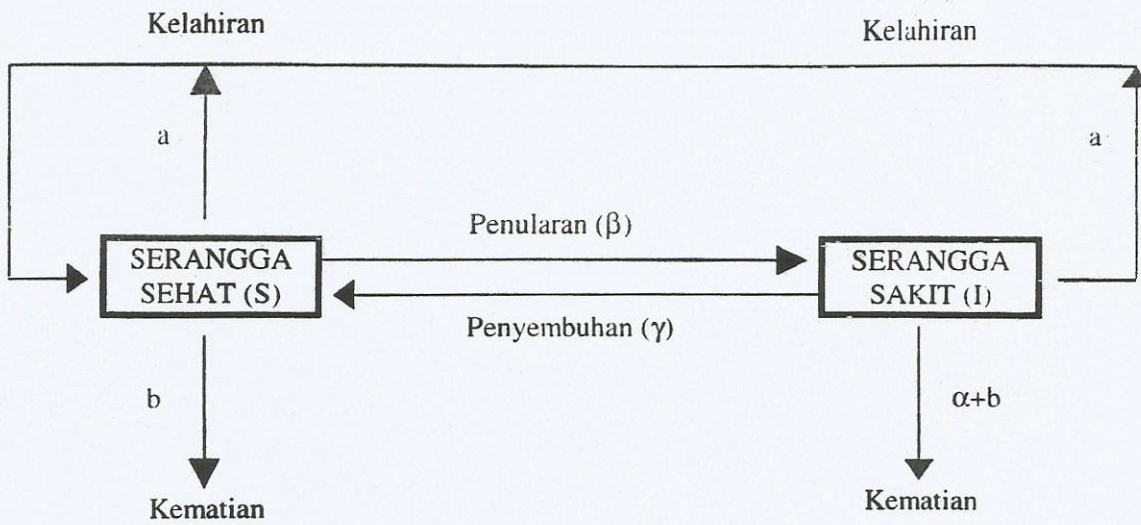 Kelahiran
Kelahiran
a
a
Penularan (β)
SERANGGA
SEHAT (S)
SERANGGA
SAKIT (I)
Penyembuhan (γ)
b
α+b
Kematian
Kematian